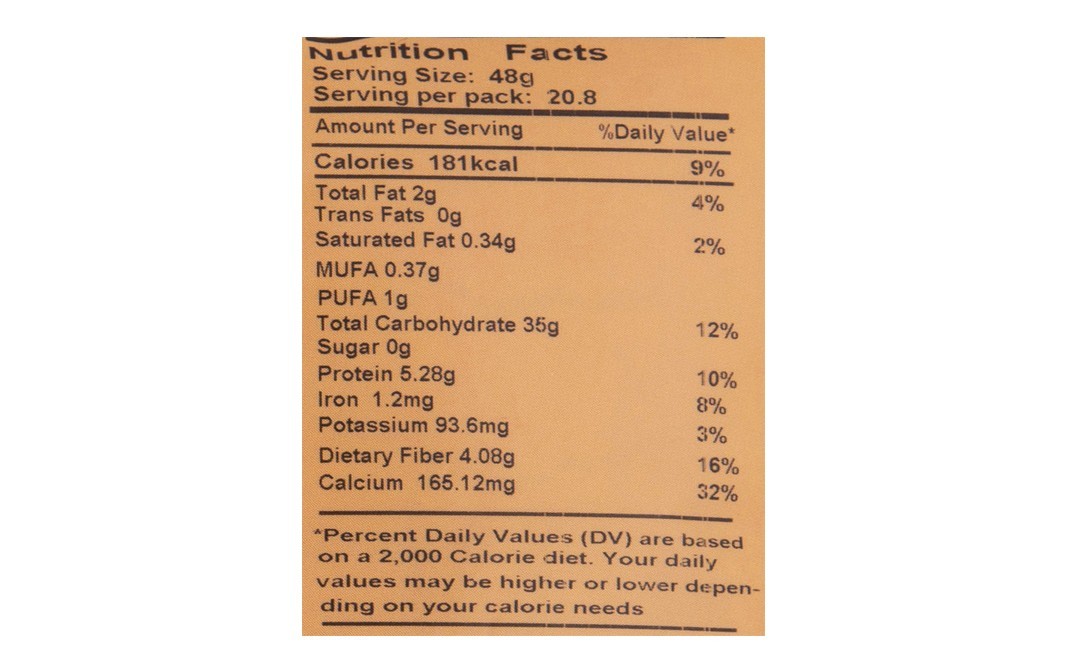 Nutrition Facts
Serving Size: 48g
Serving per pack: 20.8
Amount Per Serving %Daily Value*
Calories 181kcal 9%
Total Fat 2g 4%
Trans Fats 0g
Saturated Fat 0.34g 2%
MUFA 0.37g
PUFA 1g
Total Carbohydrate 35g 12%
Sugar 0g
Protein 5.28g 10%
Iron 1.2mg 8%
Potassium 93.6mg 3%
Dietary Fiber 4.08g 16%
Calcium 165.12mg 32%
*Percent Daily Values (DV) are based
on a 2,000 Calorie diet. Your daily
values may be higher or lower depen-
ding on your calorie needs